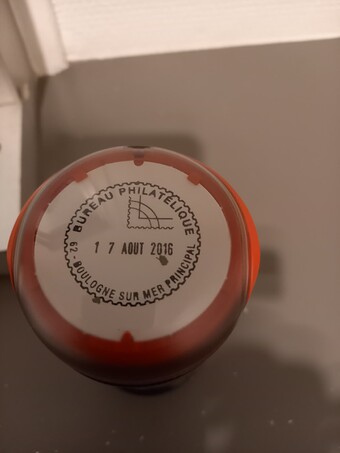 BUREAU PHILATELIQUE
1 7 AOUT 2016
62 - BOULOGNE SUR MER PRINCIPAL